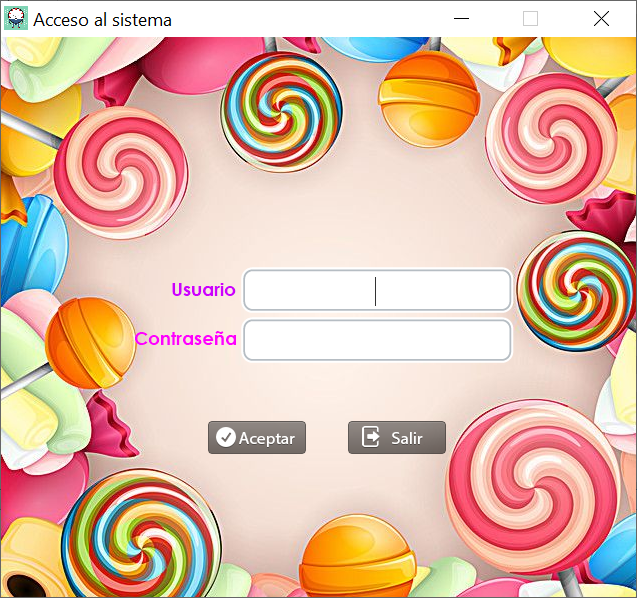 Acceso al sistema
Usuario
Contraseña
Aceptar
Salir